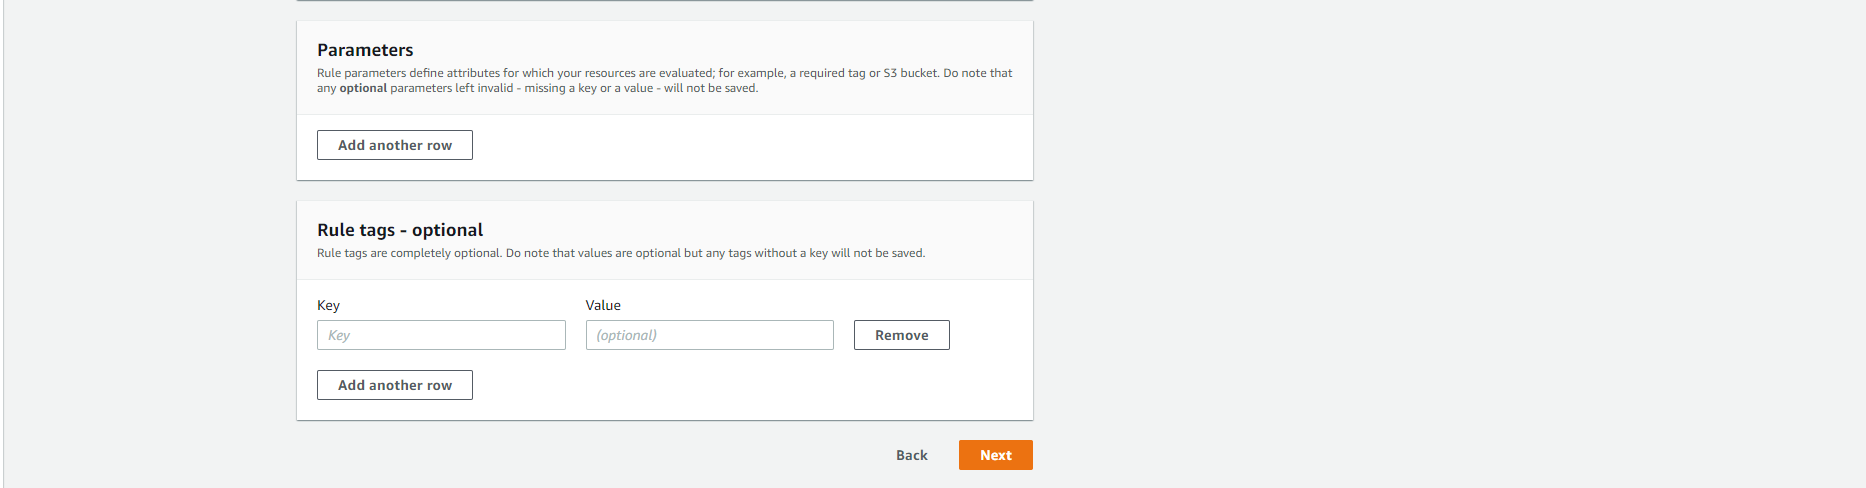 Parameters
Rule parameters define attributes for which your resources are evaluated; for example, a required tag or S3 bucket. Do note that
any optional parameters left invalid - missing a key or a value - will not be saved.
Add another row
Rule tags - optional
Rule tags are completely optional. Do note that values are optional but any tags without a key will not be saved.
Key Value
Key (optional) Remove
Add another row
Back Next